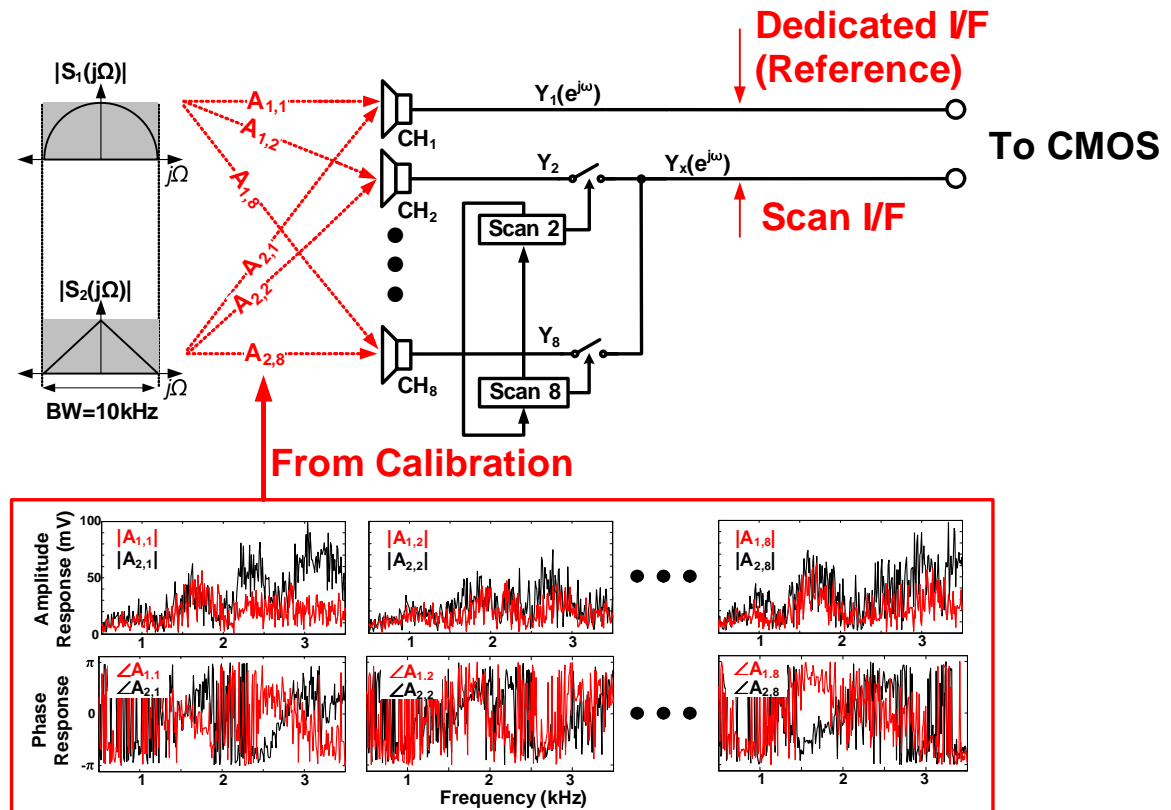 Dedicated I/F
(Reference)
|S1(jΩ)|
jΩ
A1,1
A1,2
A1,8
A2,1
A2,2
A2,8
CH1
CH2
CH8
Y1(e^jω)
Y2
Yx(e^jω)
Y8
To CMOS
Scan I/F
Scan 2
Scan 8
|S2(jΩ)|
jΩ
BW=10kHz
From Calibration
Amplitude
Response (mV)
100
50
0
|A1,1|
|A2,1|
1 2 3
|A1,2|
|A2,2|
1 2 3
|A1,8|
|A2,8|
1 2 3
Phase
Response
π
0
-π
∠A1.1
∠A2,1
1 2 3
∠A1.2
∠A2,2
1 2 3
∠A1.8
∠A2,8
1 2 3
Frequency (kHz)